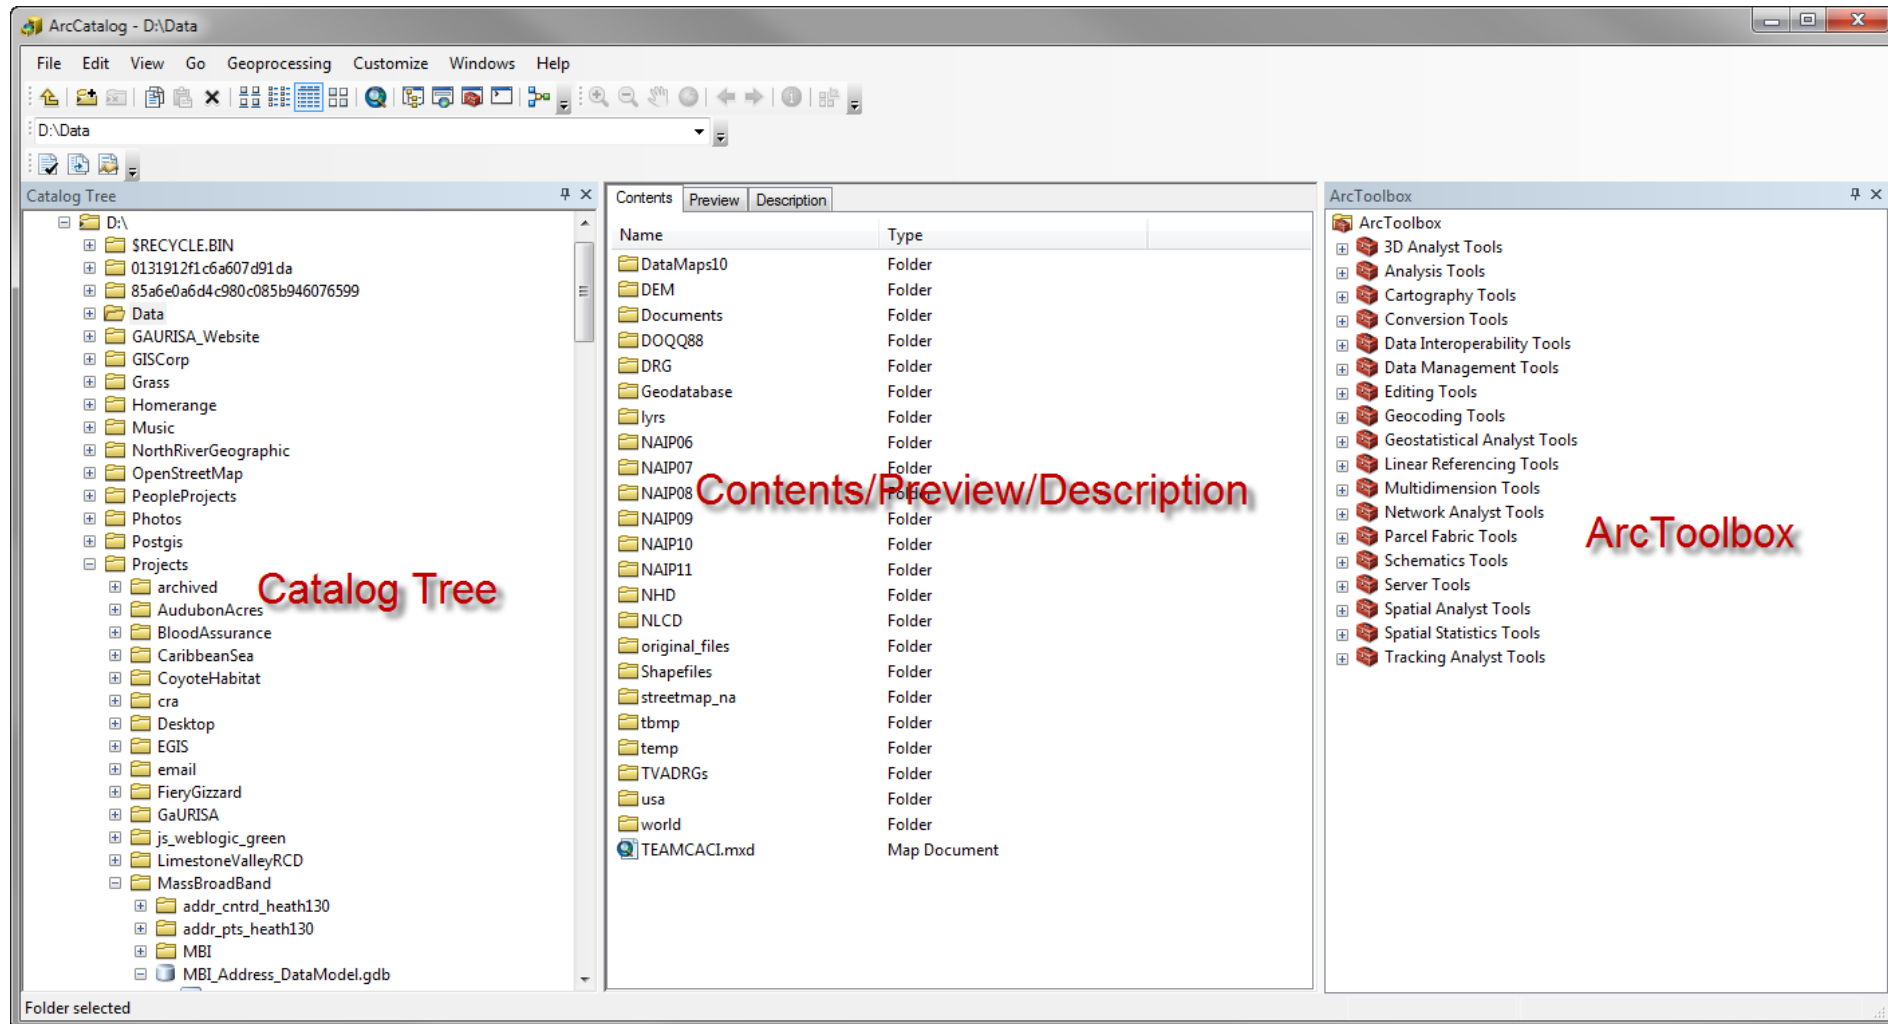 ArcCatalog - D:\Data
File Edit View Go Geoprocessing Customize Windows Help
D:\Data
Catalog Tree
D:\
$RECYCLE.BIN
0131912f1c6a607d91da
85a6e0a6d4c980c085b946076599
Data
GAURISA_Website
GISCorp
Grass
Homerange
Music
NorthRiverGeographic
OpenStreetMap
PeopleProjects
Photos
Postgis
Projects
archived
AudubonAcres
BloodAssurance
CaribbeanSea
CoyoteHabitat
cra
Desktop
EGIS
email
FieryGizzard
GaURISA
js_weblogic_green
LimestoneValleyRCD
MassBroadBand
addr_cntrd_heath130
addr_pts_heath130
MBI
MBI_Address_DataModel.gdb
Catalog Tree
Contents Preview Description
Name Type
DataMaps10 Folder
DEM Folder
Documents Folder
DOQQ88 Folder
DRG Folder
Geodatabase Folder
lyrs Folder
NAIP06 Folder
NAIP07 Folder
NAIP08 Folder
NAIP09 Folder
NAIP10 Folder
NAIP11 Folder
NHD Folder
NLCD Folder
original_files Folder
Shapefiles Folder
streetmap_na Folder
tbmp Folder
temp Folder
TVADRGs Folder
usa Folder
world Folder
TEAMCACI.mxd Map Document
Contents/Preview/Description
ArcToolbox
ArcToolbox
3D Analyst Tools
Analysis Tools
Cartography Tools
Conversion Tools
Data Interoperability Tools
Data Management Tools
Editing Tools
Geocoding Tools
Geostatistical Analyst Tools
Linear Referencing Tools
Multidimension Tools
Network Analyst Tools
Parcel Fabric Tools
Schematics Tools
Server Tools
Spatial Analyst Tools
Spatial Statistics Tools
Tracking Analyst Tools
ArcToolbox
Folder selected